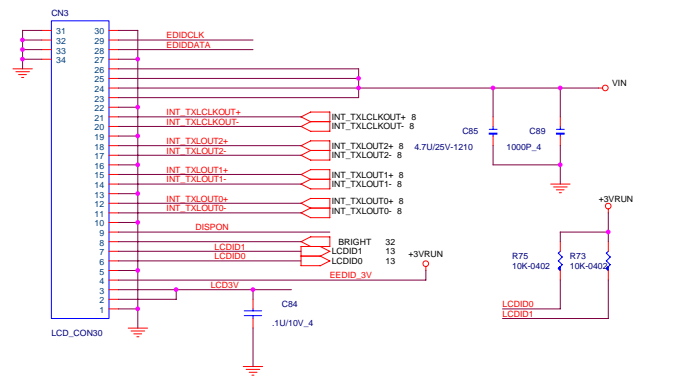 CN3
31
32
33
34
30
29
28
27
26
25
24
23
22
21
20
19
18
17
16
15
14
13
12
11
10
9
8
7
6
5
4
3
2
1
LCD_CON30
EDIDCLK
EDIDDATA
VIN
C85
4.7U/25V-1210
C89
1000P_4
INT_TXLCLKOUT+ INT_TXLCLKOUT+ 8
INT_TXLCLKOUT- INT_TXLCLKOUT- 8
INT_TXLOUT2+ INT_TXLOUT2+ 8
INT_TXLOUT2- INT_TXLOUT2- 8
INT_TXLOUT1+ INT_TXLOUT1+ 8
INT_TXLOUT1- INT_TXLOUT1- 8
INT_TXLOUT0+ INT_TXLOUT0+ 8
INT_TXLOUT0- INT_TXLOUT0- 8
DISPON
BRIGHT 32
LCDID1 LCDID1 13
LCDID0 LCDID0 13
+3VRUN
EEDID_3V
LCD3V
C84
.1U/10V_4
+3VRUN
R75
10K-0402
R73
10K-0402
LCDID0
LCDID1